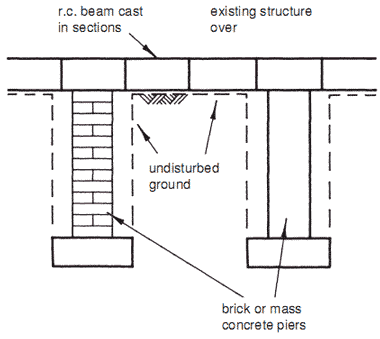 r.c. beam cast
in sections
existing structure
over
undisturbed
ground
brick or mass
concrete piers